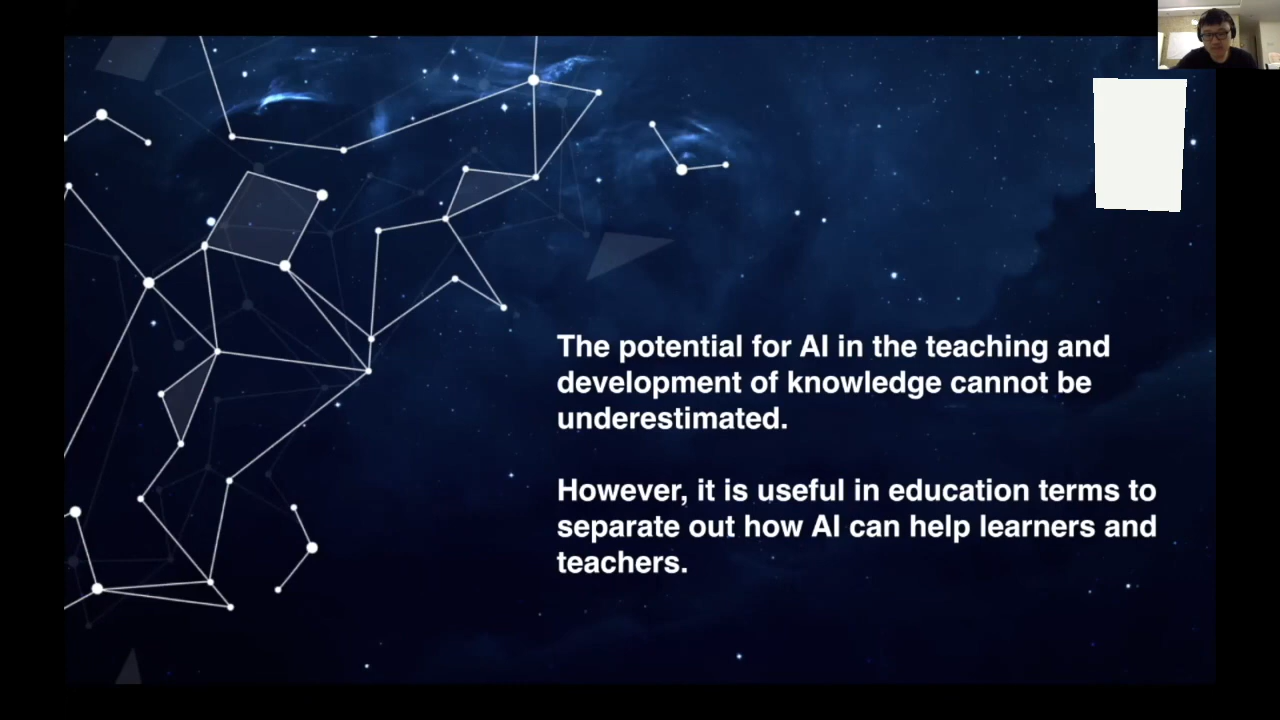 The potential for AI in the teaching and
development of knowledge cannot be
underestimated.
However, it is useful in education terms to
separate out how AI can help learners and
teachers.